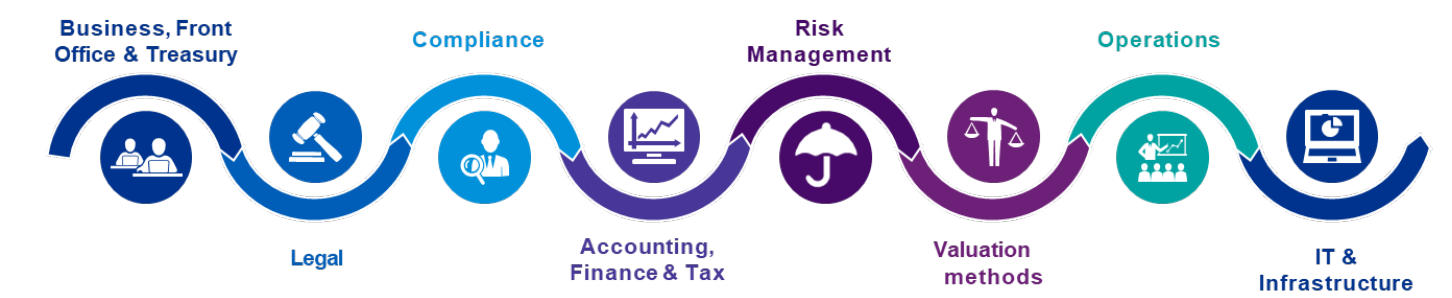 Business, Front
Office & Treasury
Legal
Compliance
Accounting,
Finance & Tax
Risk
Management
Valuation
methods
Operations
IT &
Infrastructure